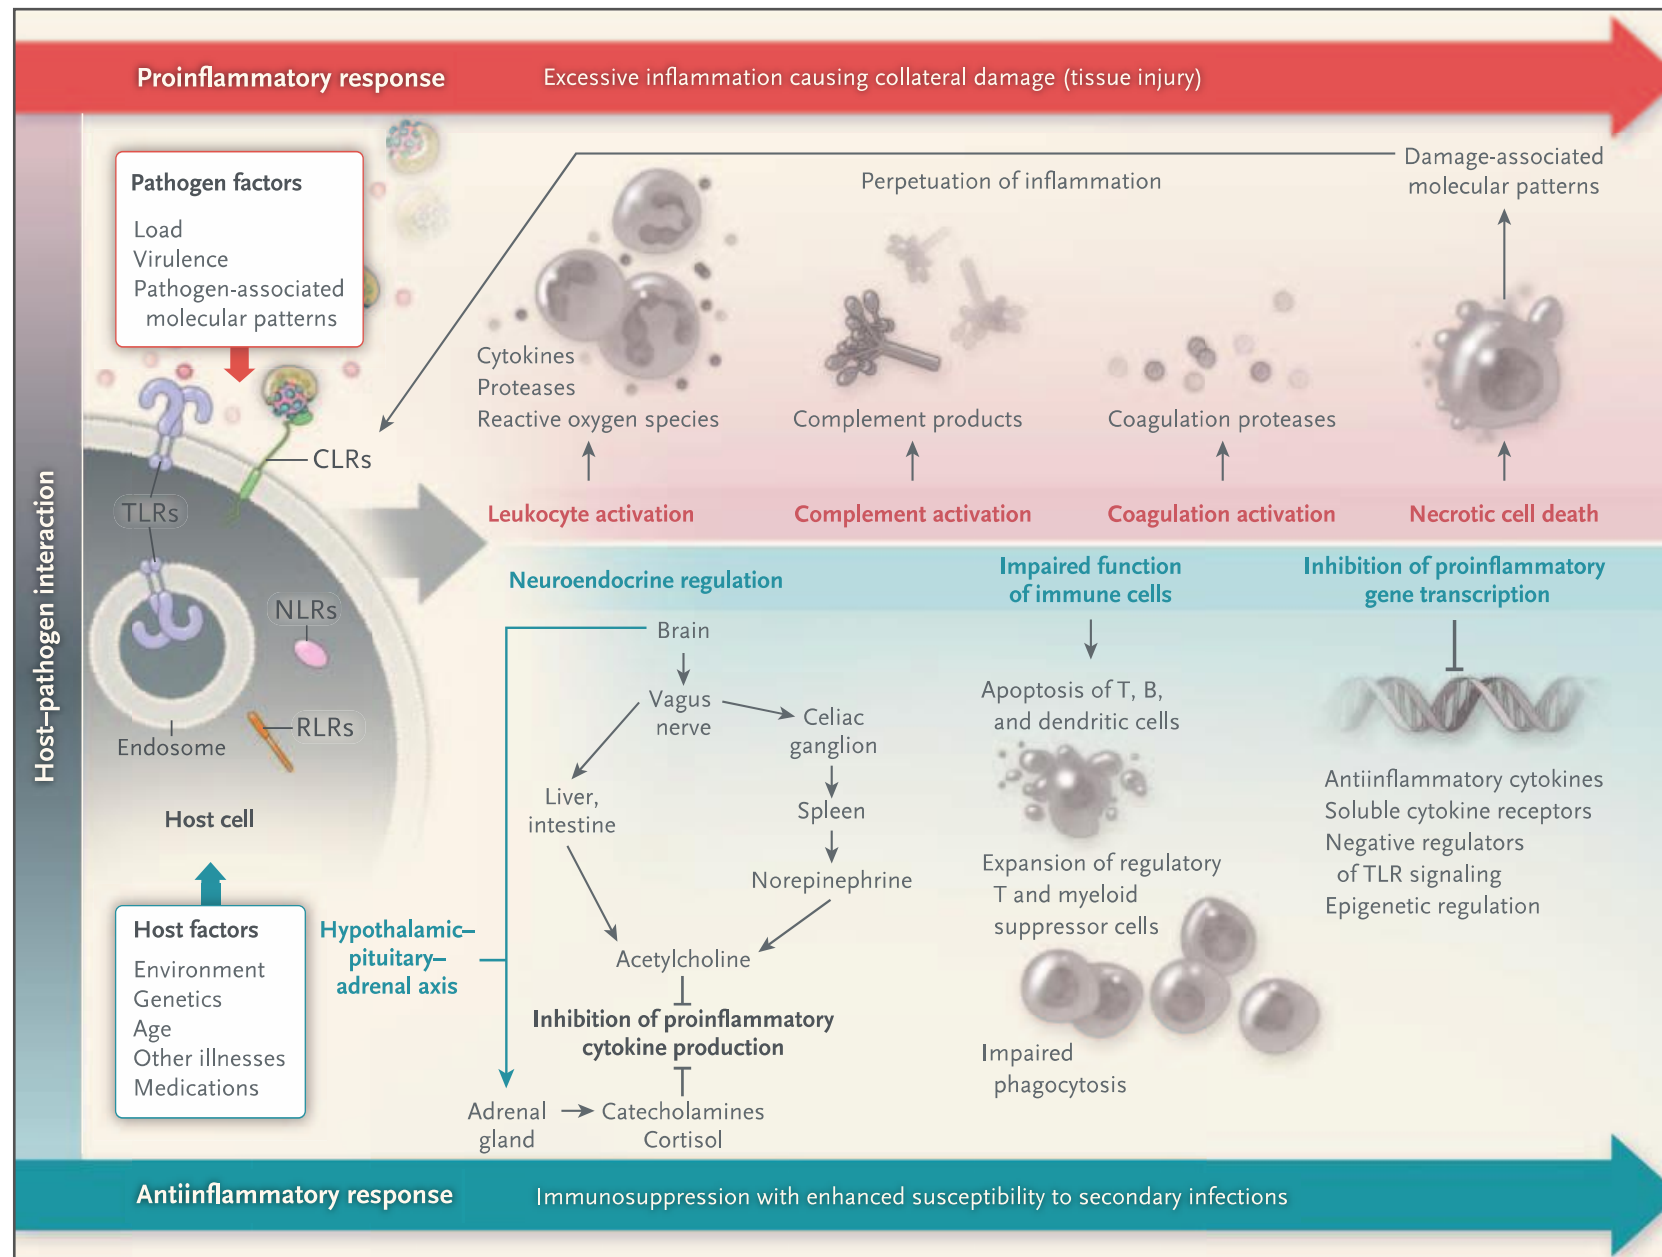 Proinflammatory response
Excessive inflammation causing collateral damage (tissue injury)
Host–pathogen interaction
Pathogen factors
Load
Virulence
Pathogen-associated
molecular patterns
CLRs
TLRs
NLRs
RLRs
Endosome
Host cell
Host factors
Environment
Genetics
Age
Other illnesses
Medications
Perpetuation of inflammation
Damage-associated
molecular patterns
Cytokines
Proteases
Reactive oxygen species
Complement products
Coagulation proteases
Leukocyte activation
Complement activation
Coagulation activation
Necrotic cell death
Neuroendocrine regulation
Brain
Vagus
nerve
Celiac
ganglion
Liver,
intestine
Spleen
Norepinephrine
Hypothalamic–
pituitary–
adrenal axis
Acetylcholine
Inhibition of proinflammatory
cytokine production
Adrenal
gland
Catecholamines
Cortisol
Impaired function
of immune cells
Apoptosis of T, B,
and dendritic cells
Expansion of regulatory
T and myeloid
suppressor cells
Impaired
phagocytosis
Inhibition of proinflammatory
gene transcription
Antiinflammatory cytokines
Soluble cytokine receptors
Negative regulators
of TLR signaling
Epigenetic regulation
Antiinflammatory response
Immunosuppression with enhanced susceptibility to secondary infections